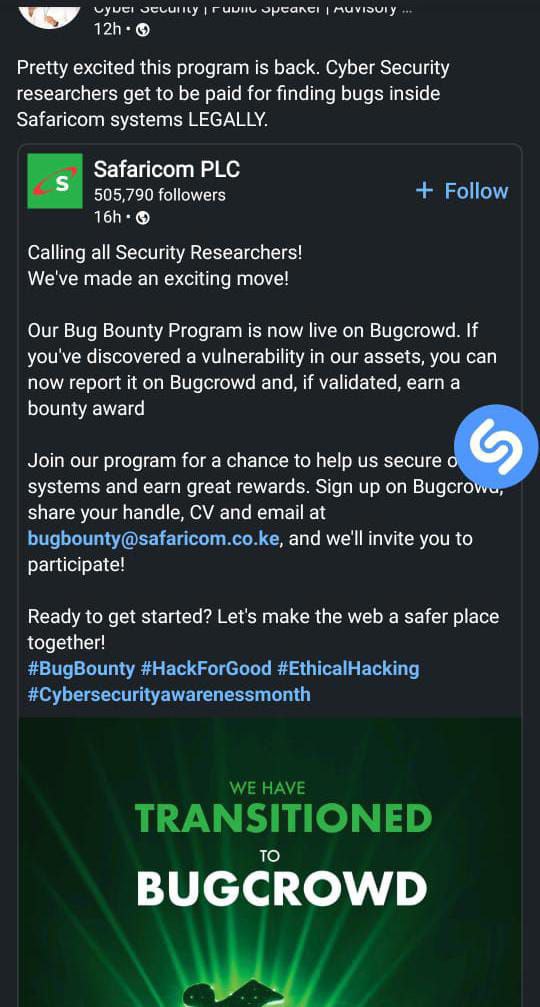 Cyber Security | Public Speaker | Advisory ...
12h •
Pretty excited this program is back. Cyber Security
researchers get to be paid for finding bugs inside
Safaricom systems LEGALLY.
S
Safaricom PLC
505,790 followers
+ Follow
16h •
Calling all Security Researchers!
We've made an exciting move!
Our Bug Bounty Program is now live on Bugcrowd. If
you've discovered a vulnerability in our assets, you can
now report it on Bugcrowd and, if validated, earn a
bounty award
Join our program for a chance to help us secure
systems and earn great rewards. Sign up on Bugcrowd,
share your handle, CV and email at
bugbounty@safaricom.co.ke, and we'll invite you to
participate!
Ready to get started? Let's make the web a safer place
together!
#BugBounty #HackForGood #EthicalHacking
#Cybersecurityawarenessmonth
WE HAVE
TRANSITIONED
TO
BUGCROWD